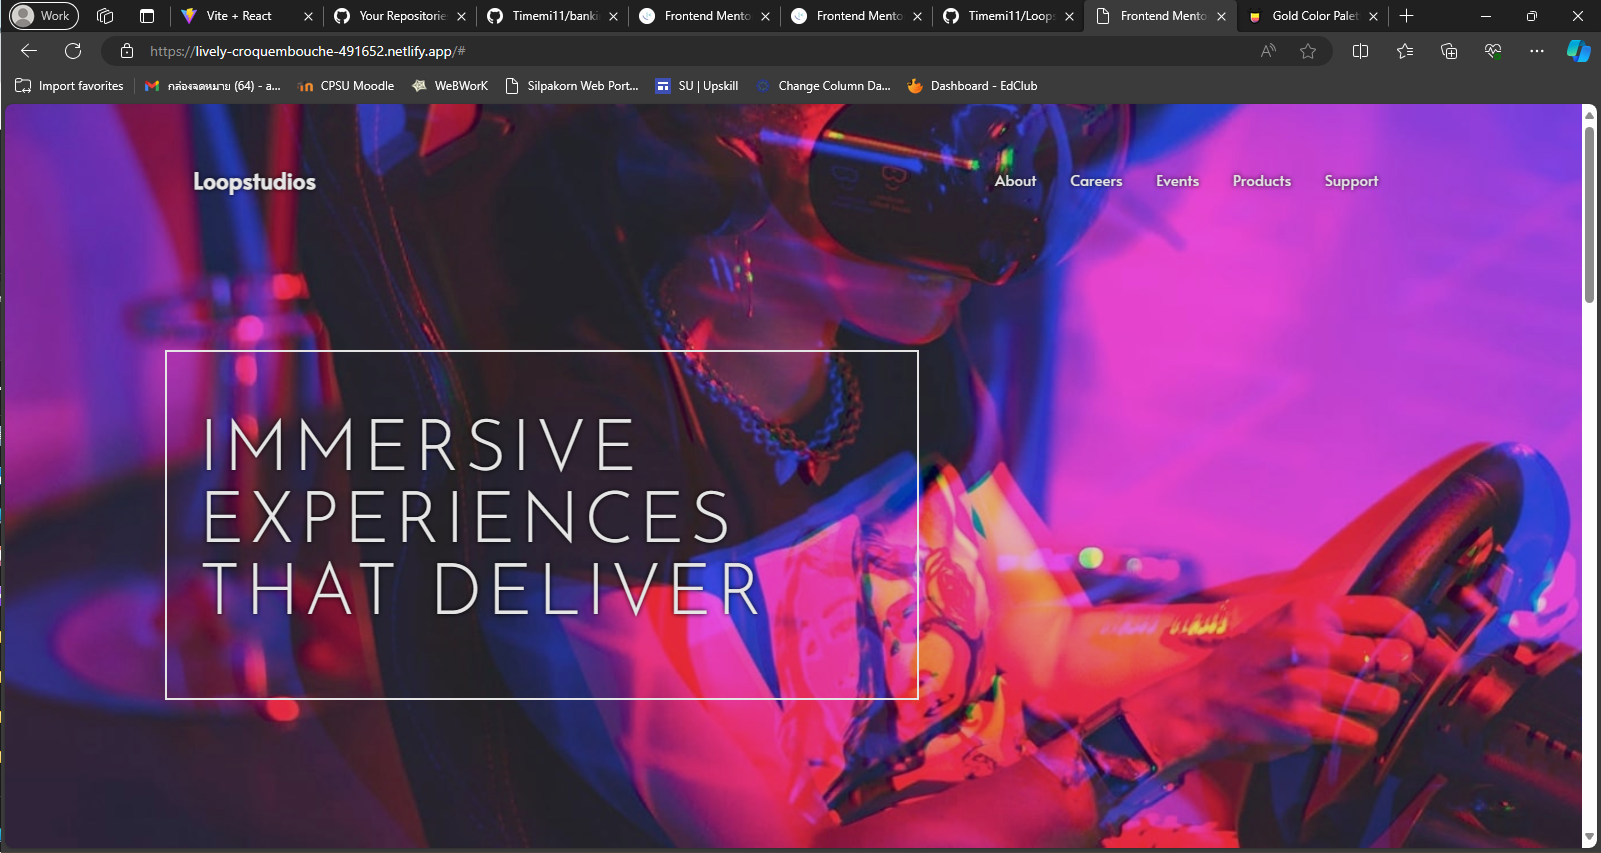 Work
Vite + React
Your Repositorie
Timemi11/banki
Frontend Mento
Frontend Mento
Timemi11/Loops
Frontend Mento
Gold Color Palet
https://lively-croquembouche-491652.netlify.app/#
Import favorites
กล่องจดหมาย (64) - a...
CPSU Moodle
WeBWorK
Silpakorn Web Port...
SU | Upskill
Change Column Da...
Dashboard - EdClub
Loopstudios
About
Careers
Events
Products
Support
IMMERSIVE
EXPERIENCES
THAT DELIVER